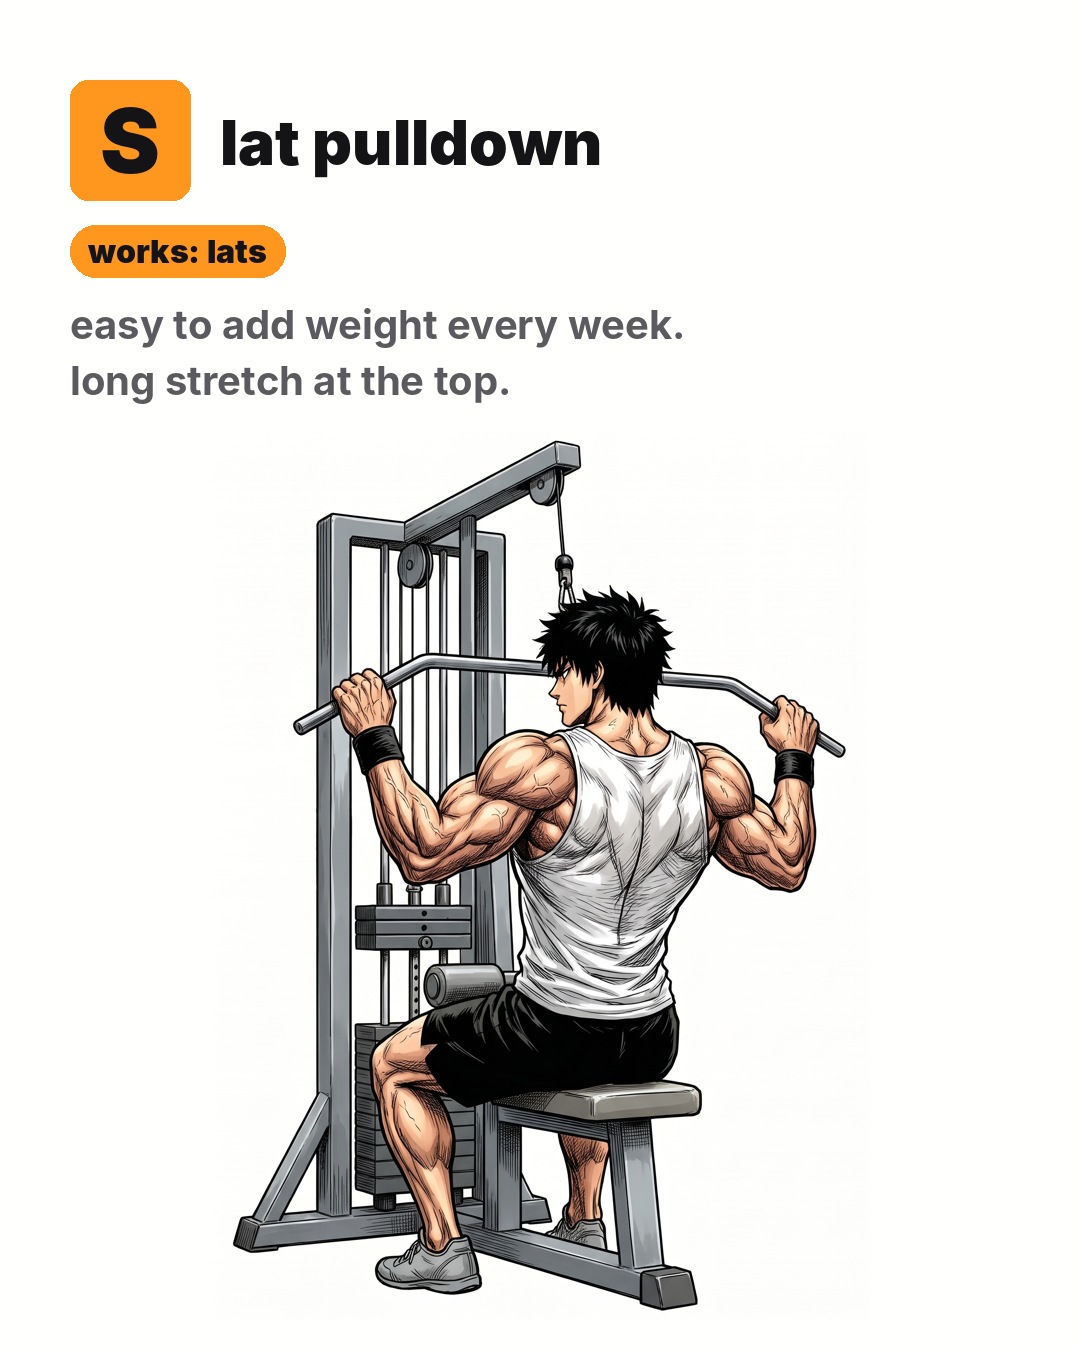 S
lat pulldown
works: lats
easy to add weight every week.
long stretch at the top.